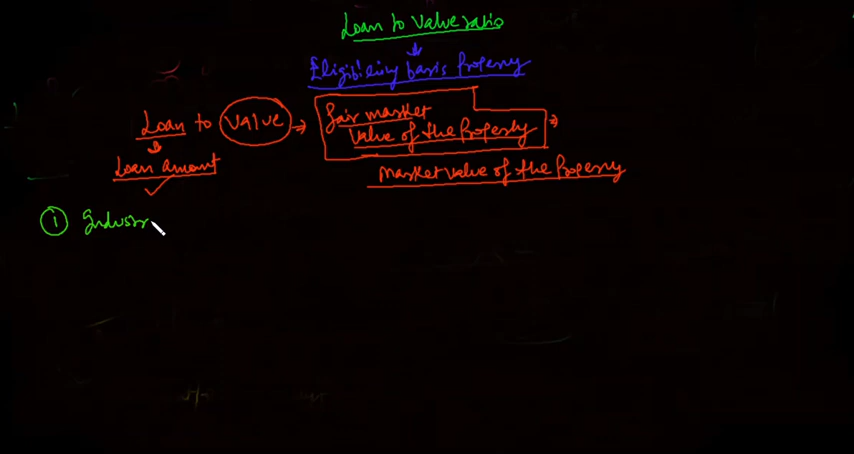 Loan to Value ratio
Eligibility basis Property
Loan to Value
fair market
Value of the Property
Loan amount
Market Value of the Property
1 Indus